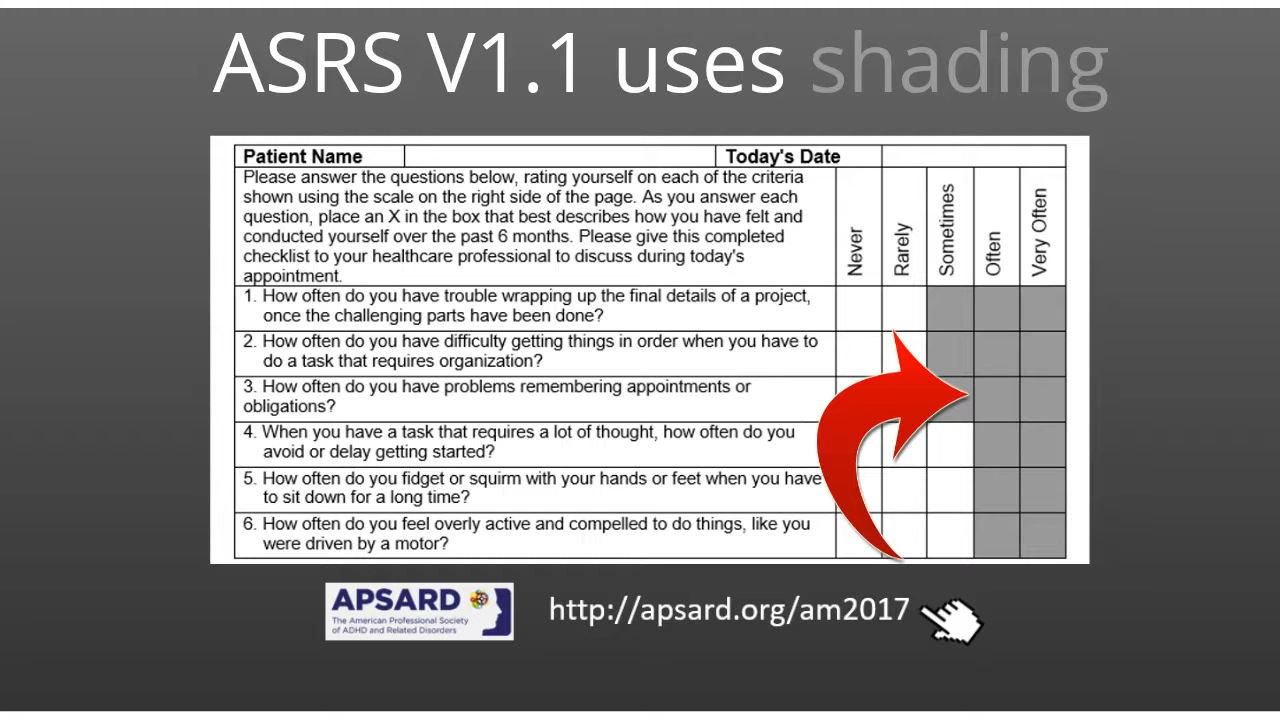 ASRS V1.1 uses shading
Patient Name
Today's Date
Please answer the questions below, rating yourself on each of the criteria
shown using the scale on the right side of the page. As you answer each
question, place an X in the box that best describes how you have felt and
conducted yourself over the past 6 months. Please give this completed
checklist to your healthcare professional to discuss during today's
appointment.
Never
Rarely
Sometimes
Often
Very Often
1. How often do you have trouble wrapping up the final details of a project,
once the challenging parts have been done?
2. How often do you have difficulty getting things in order when you have to
do a task that requires organization?
3. How often do you have problems remembering appointments or
obligations?
4. When you have a task that requires a lot of thought, how often do you
avoid or delay getting started?
5. How often do you fidget or squirm with your hands or feet when you have
to sit down for a long time?
6. How often do you feel overly active and compelled to do things, like you
were driven by a motor?
APSARD
The American Professional Society
of ADHD and Related Disorders
http://apsard.org/am2017